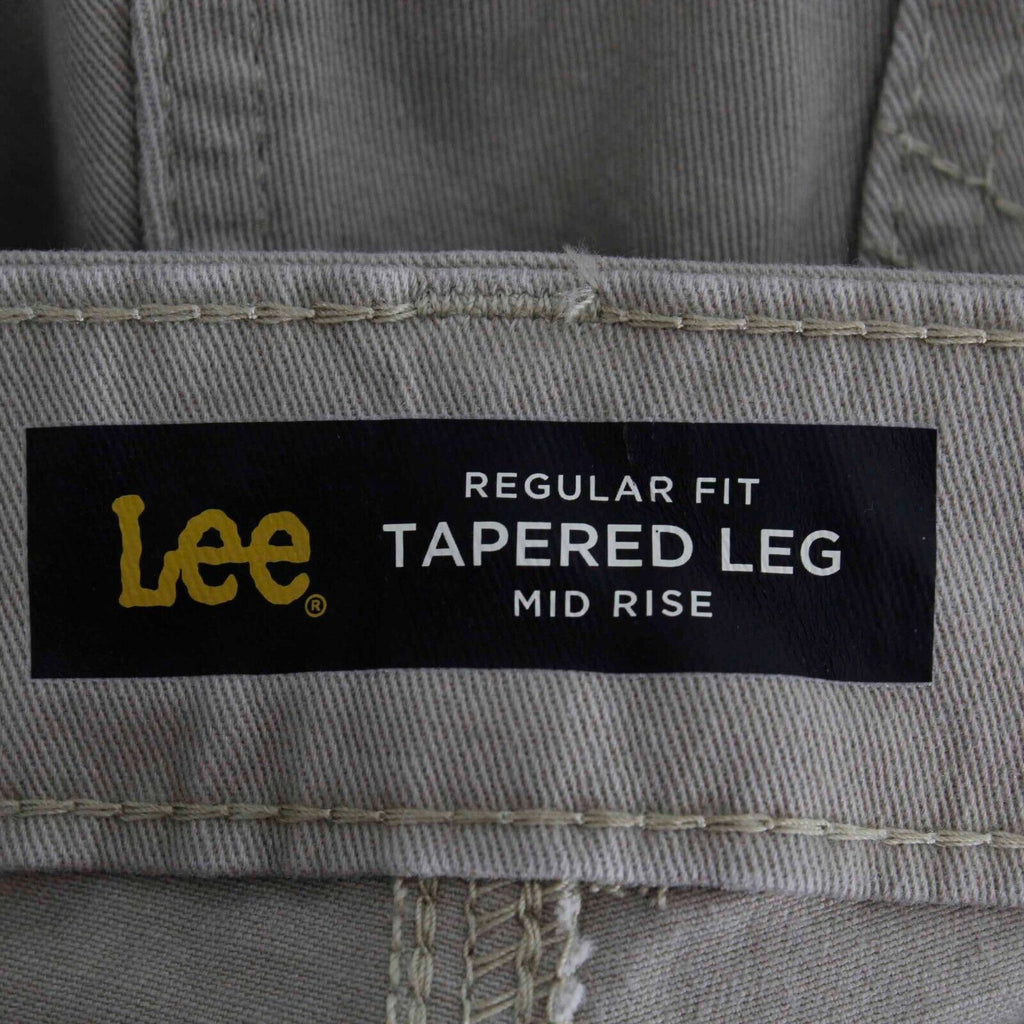 Lee®
REGULAR FIT
TAPERED LEG
MID RISE